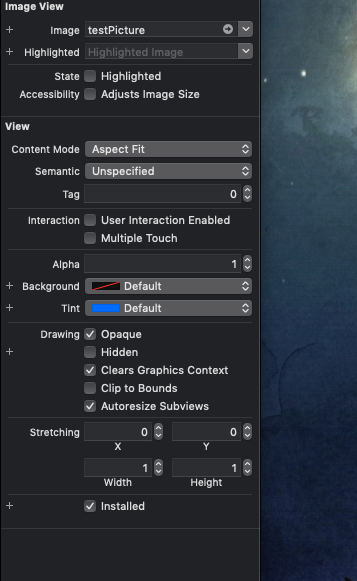 Image View
Image testPicture
Highlighted Highlighted Image
State Highlighted
Accessibility Adjusts Image Size
View
Content Mode Aspect Fit
Semantic Unspecified
Tag 0
Interaction User Interaction Enabled
Multiple Touch
Alpha 1
Background Default
Tint Default
Drawing Opaque
Hidden
Clears Graphics Context
Clip to Bounds
Autoresize Subviews
Stretching 0 0
X Y
1 1
Width Height
Installed